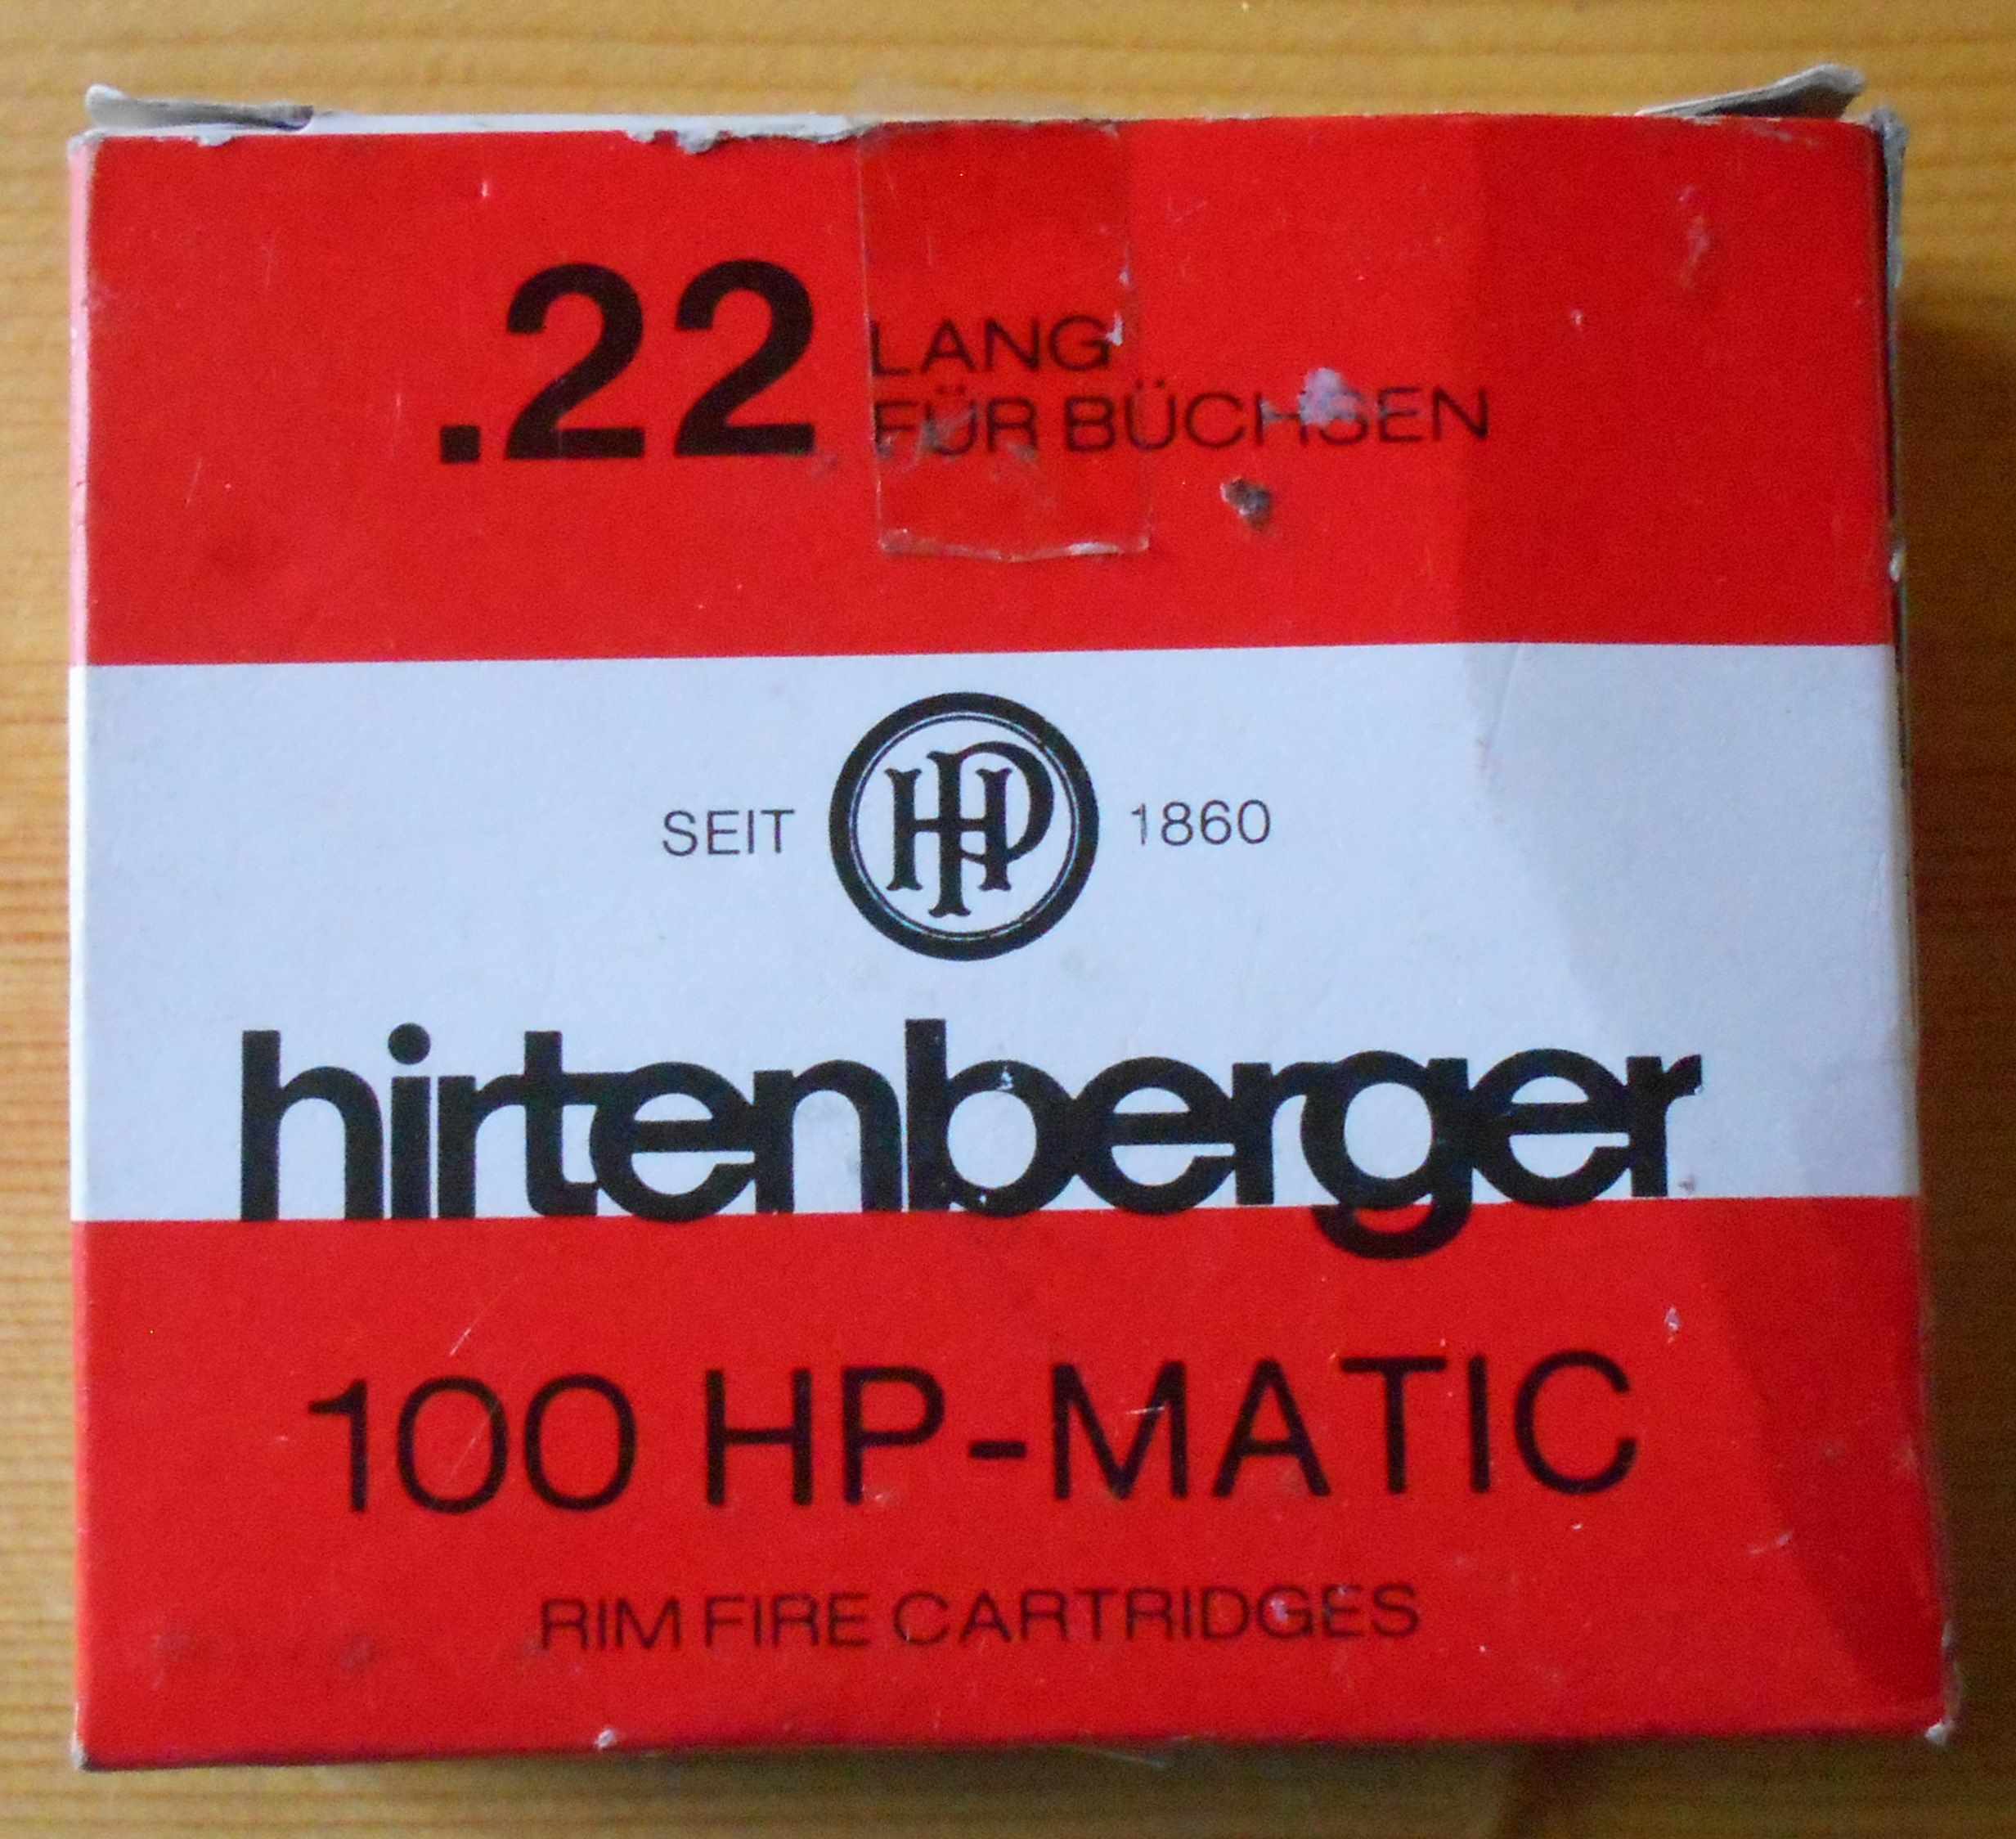 .22 LANG
FÜR BÜCHSEN
SEIT HP 1860
hirtenberger
100 HP-MATIC
RIM FIRE CARTRIDGES